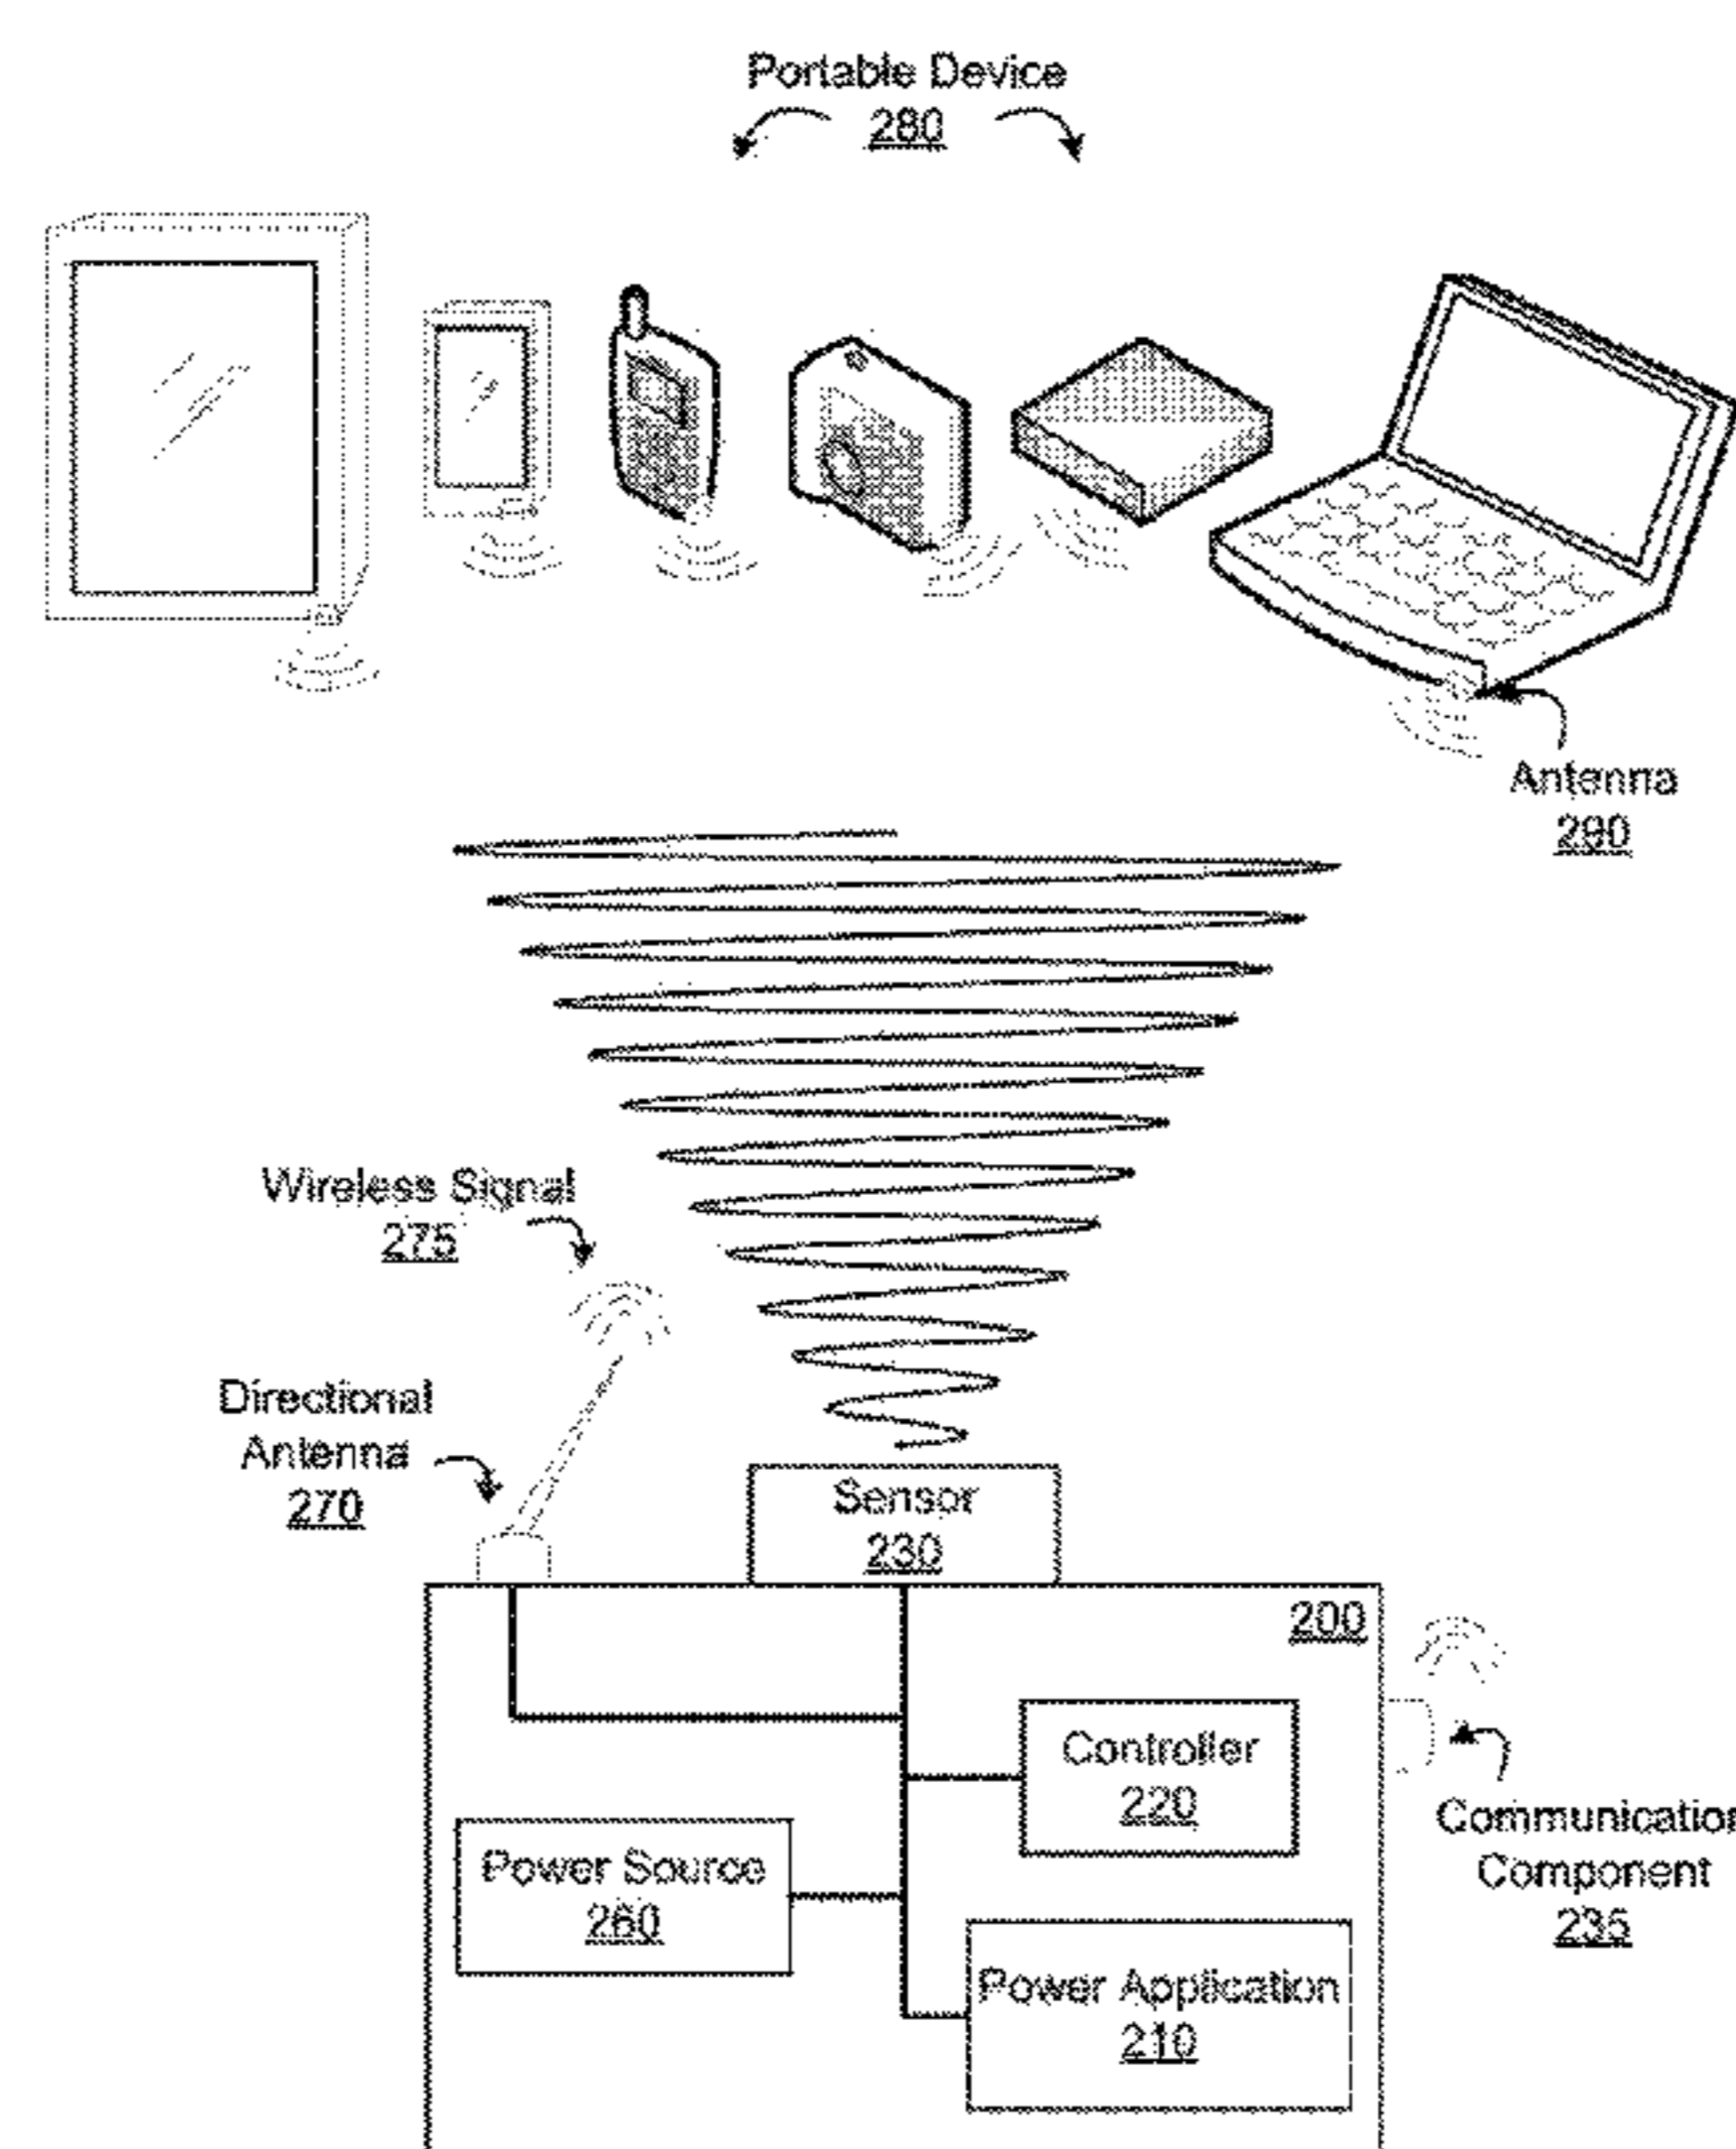 Portable Device
280
Antenna
290
Wireless Signal
275
Directional
Antenna
270
Sensor
230
200
Controller
220
Power Source
260
Communication
Component
235
Power Application
210